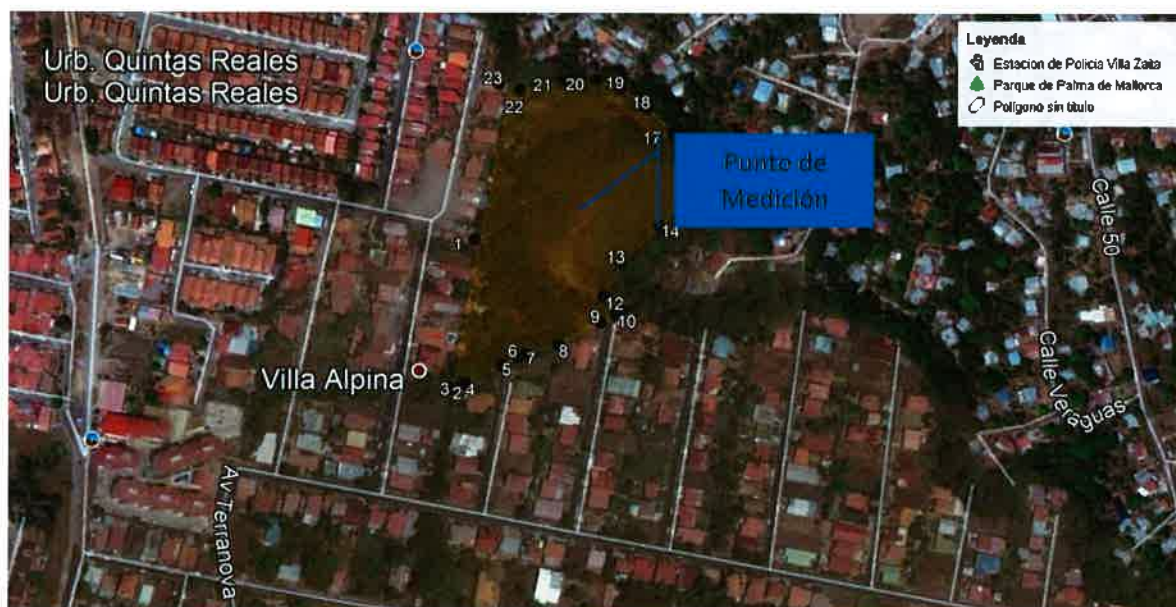 Urb. Quintas Reales
Urb. Quintas Reales
Leyenda
Estacion de Policia Villa Zaita
Parque de Palma de Mallorca
Polígono sin título
23
21
20
19
22
18
17
Punto de
Medición
14
1
13
12
9
10
6
7
8
5
3
2
4
Villa Alpina
Av Terranova
Calle 50
Calle Veraguas